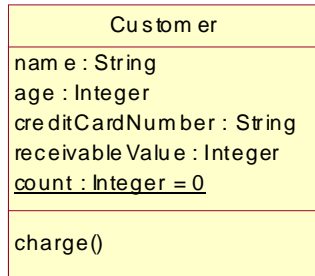 Customer
name : String
age : Integer
creditCardNumber : String
receivableValue : Integer
count : Integer = 0
charge()